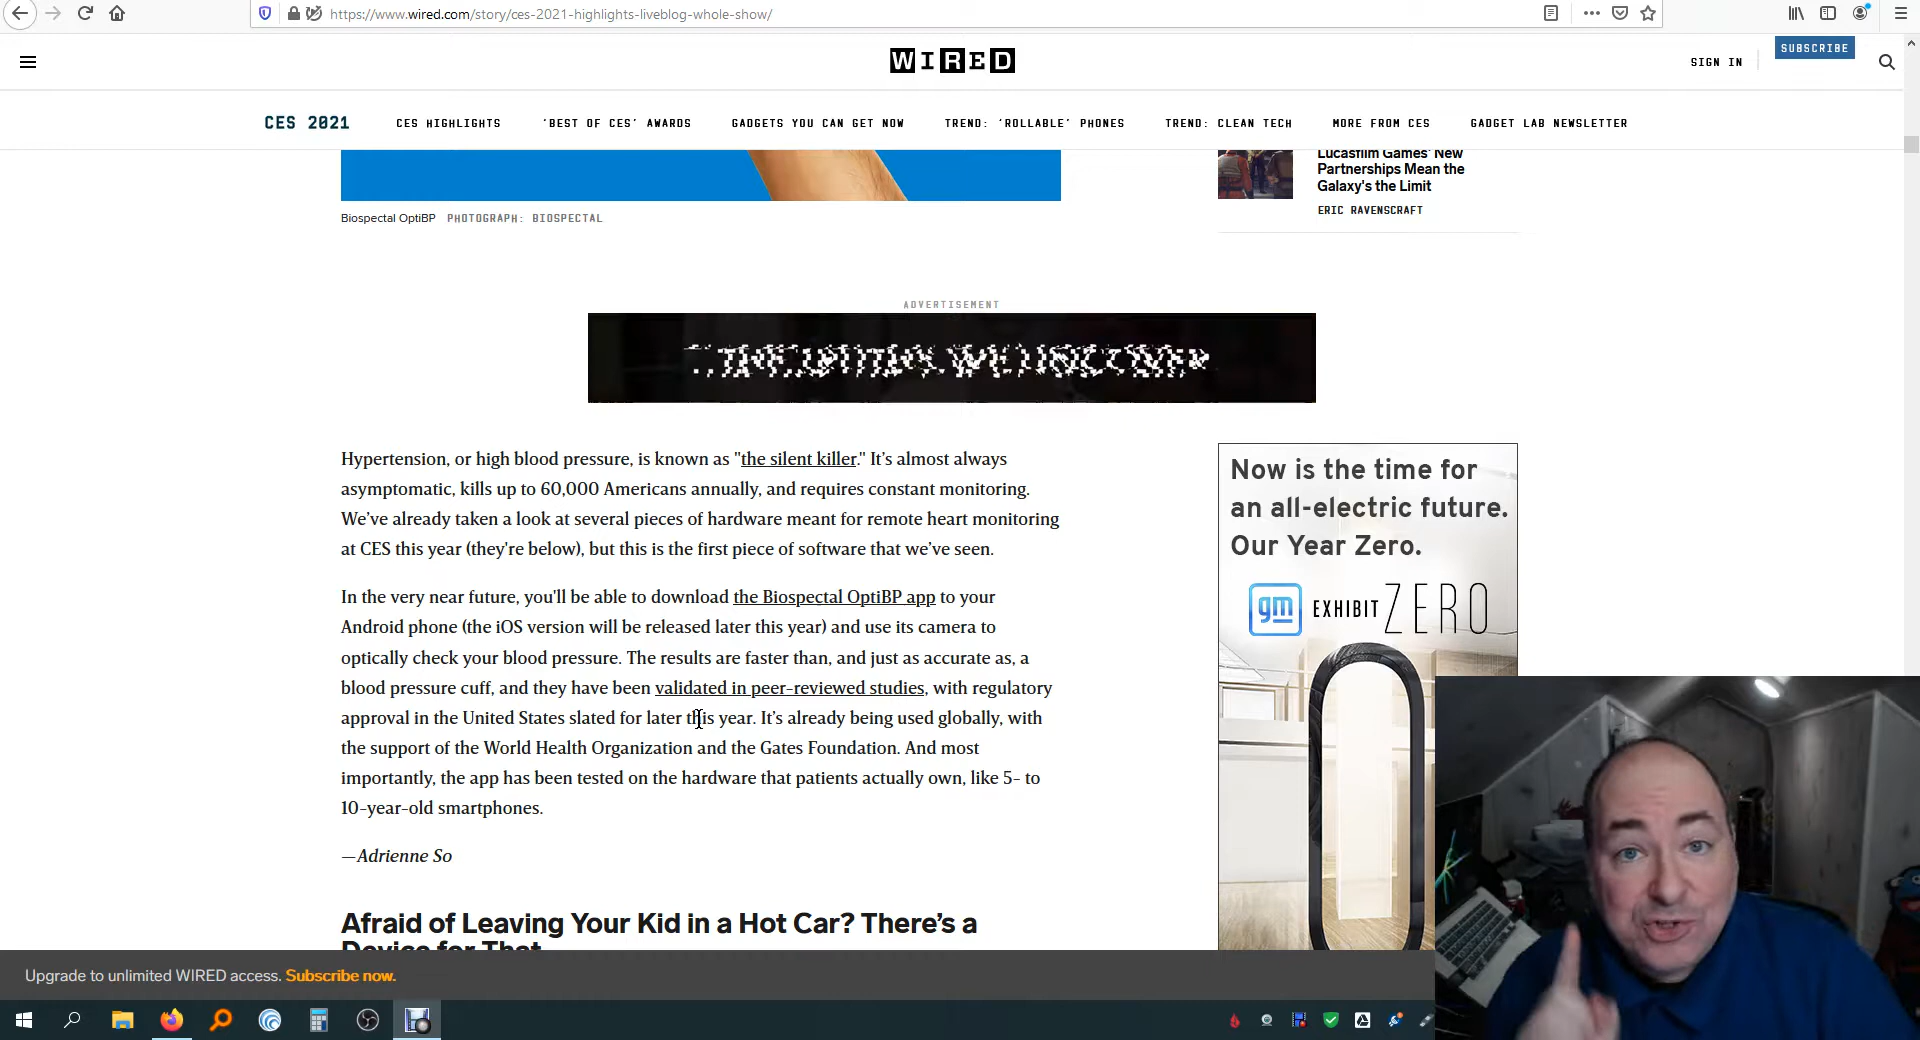 https://www.wired.com/story/ces-2021-highlights-liveblog-whole-show/
WIRED
SIGN IN
SUBSCRIBE
CES 2021
CES HIGHLIGHTS
'BEST OF CES' AWARDS
GADGETS YOU CAN GET NOW
TREND: 'ROLLABLE' PHONES
TREND: CLEAN TECH
MORE FROM CES
GADGET LAB NEWSLETTER
Lucasfilm Games' New
Partnerships Mean the
Galaxy's the Limit
ERIC RAVENSCRAFT
Biospectal OptiBP PHOTOGRAPH: BIOSPECTAL
ADVERTISEMENT
Hypertension, or high blood pressure, is known as "the silent killer." It’s almost always
asymptomatic, kills up to 60,000 Americans annually, and requires constant monitoring.
We’ve already taken a look at several pieces of hardware meant for remote heart monitoring
at CES this year (they're below), but this is the first piece of software that we’ve seen.
In the very near future, you'll be able to download the Biospectal OptiBP app to your
Android phone (the iOS version will be released later this year) and use its camera to
optically check your blood pressure. The results are faster than, and just as accurate as, a
blood pressure cuff, and they have been validated in peer-reviewed studies, with regulatory
approval in the United States slated for later this year. It’s already being used globally, with
the support of the World Health Organization and the Gates Foundation. And most
importantly, the app has been tested on the hardware that patients actually own, like 5- to
10-year-old smartphones.
—Adrienne So
Afraid of Leaving Your Kid in a Hot Car? There’s a
Device for That
Now is the time for
an all-electric future.
Our Year Zero.
gm EXHIBIT ZERO
Upgrade to unlimited WIRED access. Subscribe now.